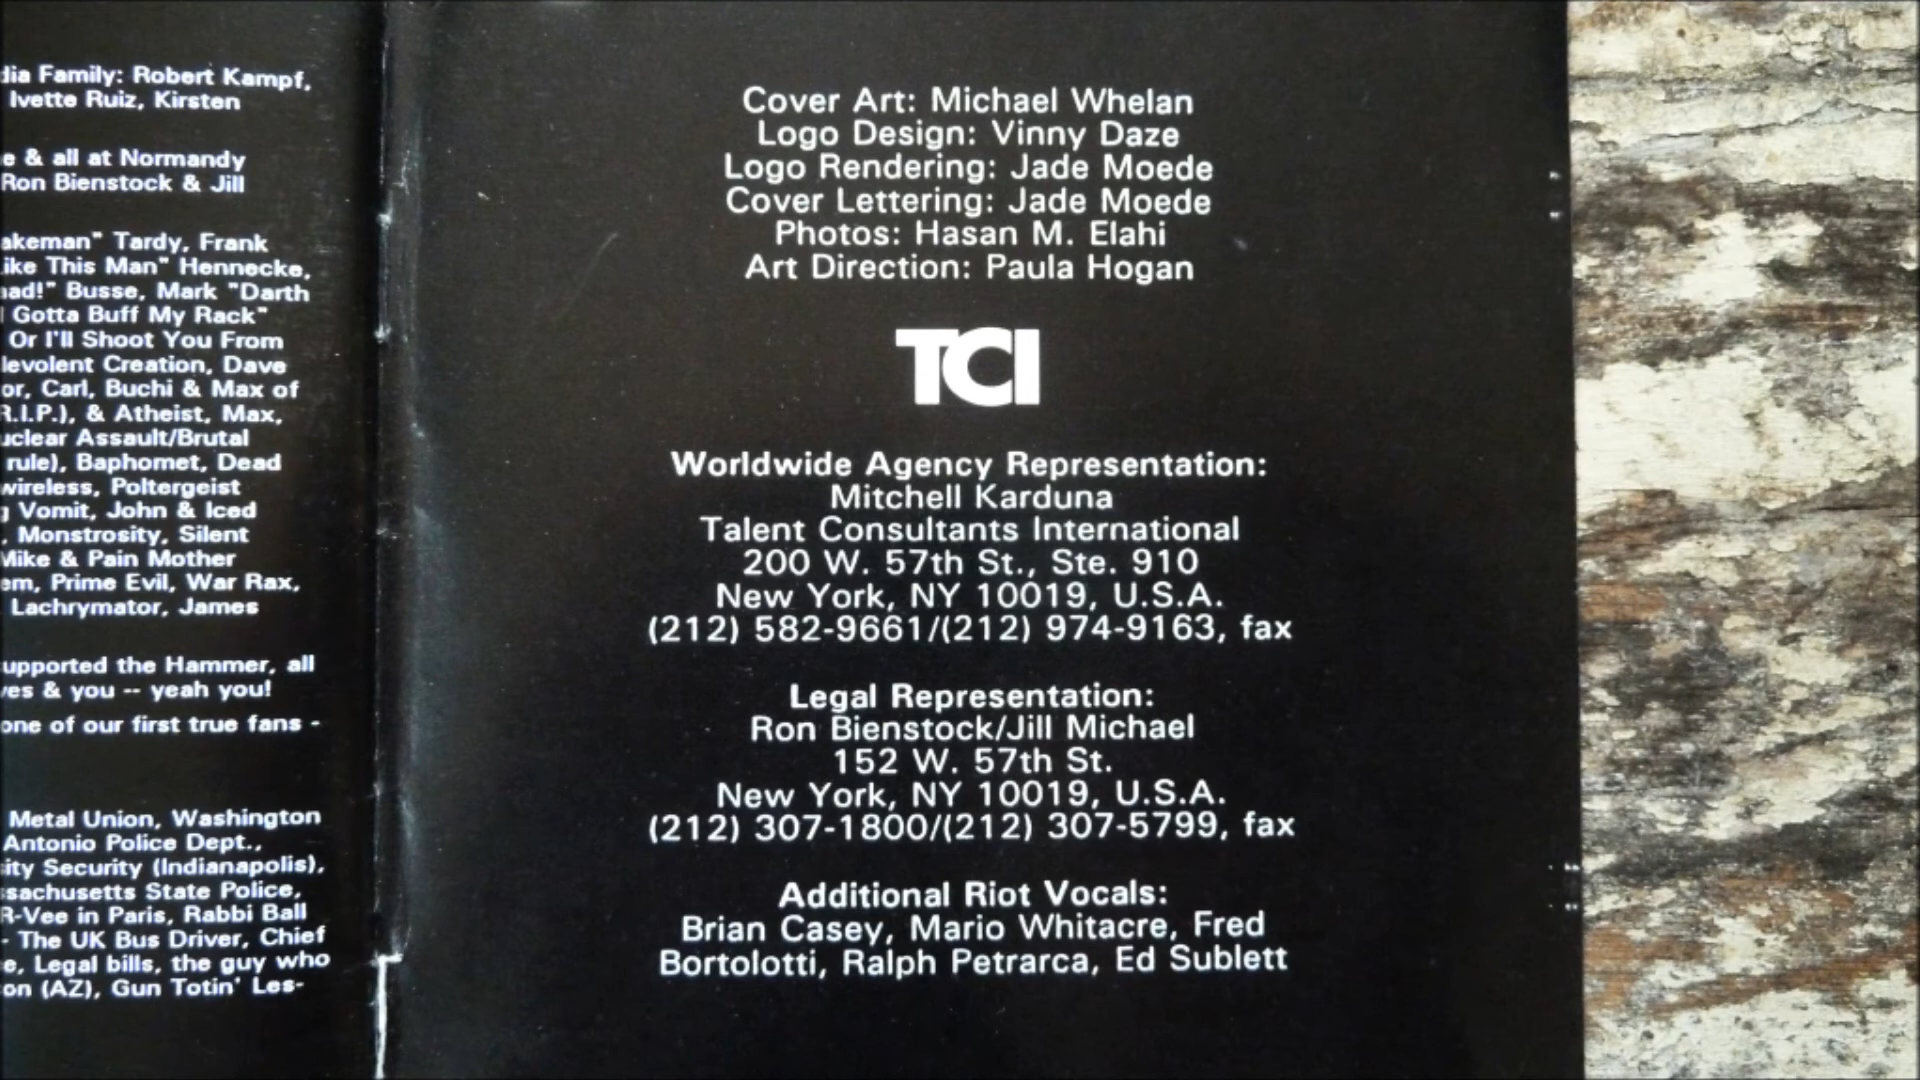 dia Family: Robert Kampf,
Ivette Ruiz, Kirsten
e & all at Normandy
Ron Bienstock & Jill
akeman" Tardy, Frank
ike This Man" Hennecke,
ad!" Busse, Mark "Darth
Gotta Buff My Rack"
Or I'll Shoot You From
levolent Creation, Dave
or, Carl, Buchi & Max of
R.I.P.), & Atheist, Max,
uclear Assault/Brutal
rule), Baphomet, Dead
wireless, Poltergeist
g Vomit, John & Iced
, Monstrosity, Silent
Mike & Pain Mother
em, Prime Evil, War Rax,
Lachrymator, James
upported the Hammer, all
ves & you -- yeah you!
one of our first true fans -
Metal Union, Washington
Antonio Police Dept.,
ity Security (Indianapolis),
ssachusetts State Police,
R-Vee in Paris, Rabbi Ball
- The UK Bus Driver, Chief
e, Legal bills, the guy who
on (AZ), Gun Totin' Les-
Cover Art: Michael Whelan
Logo Design: Vinny Daze
Logo Rendering: Jade Moede
Cover Lettering: Jade Moede
Photos: Hasan M. Elahi
Art Direction: Paula Hogan
TCI
Worldwide Agency Representation:
Mitchell Karduna
Talent Consultants International
200 W. 57th St., Ste. 910
New York, NY 10019, U.S.A.
(212) 582-9661/(212) 974-9163, fax
Legal Representation:
Ron Bienstock/Jill Michael
152 W. 57th St.
New York, NY 10019, U.S.A.
(212) 307-1800/(212) 307-5799, fax
Additional Riot Vocals:
Brian Casey, Mario Whitacre, Fred
Bortolotti, Ralph Petrarca, Ed Sublett